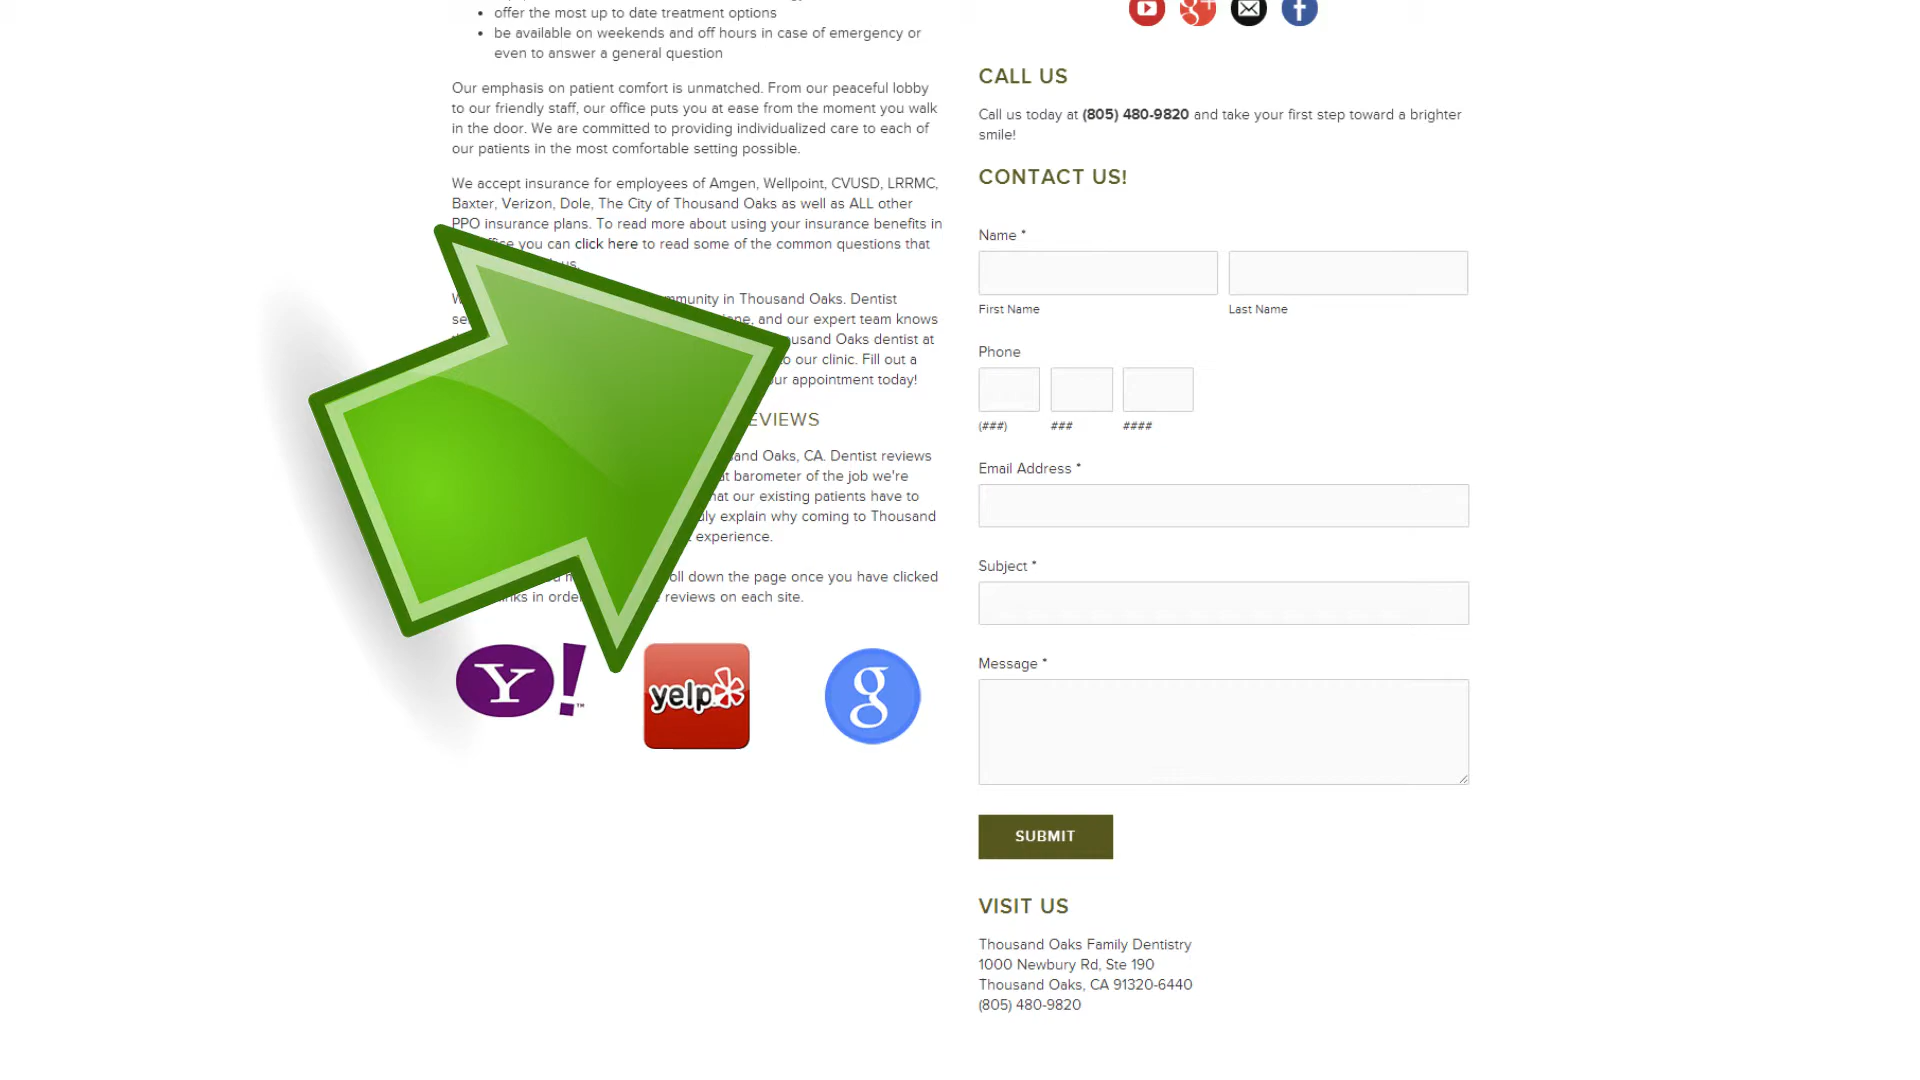 offer the most up to date treatment options
be available on weekends and off hours in case of emergency or
even to answer a general question
Our emphasis on patient comfort is unmatched. From our peaceful lobby
to our friendly staff, our office puts you at ease from the moment you walk
in the door. We are committed to providing individualized care to each of
our patients in the most comfortable setting possible.
We accept insurance for employees of Amgen, Wellpoint, CVUSD, LRRMC,
Baxter, Verizon, Dole, The City of Thousand Oaks as well as ALL other
PPO insurance plans. To read more about using your insurance benefits in
you can click here to read some of the common questions that
us.
in Thousand Oaks. Dentist
and our expert team knows
Oaks dentist at
to our clinic. Fill out a
appointment today!
Oaks, CA. Dentist reviews
barometer of the job we're
our existing patients have to
explain why coming to Thousand
experience.
down the page once you have clicked
in reviews on each site.
Y!™
yelp
g
g+
f
CALL US
Call us today at (805) 480-9820 and take your first step toward a brighter
smile!
CONTACT US!
Name *
First Name Last Name
Phone
(###) ### ####
Email Address *
Subject *
Message *
SUBMIT
VISIT US
Thousand Oaks Family Dentistry
1000 Newbury Rd, Ste 190
Thousand Oaks, CA 91320-6440
(805) 480-9820